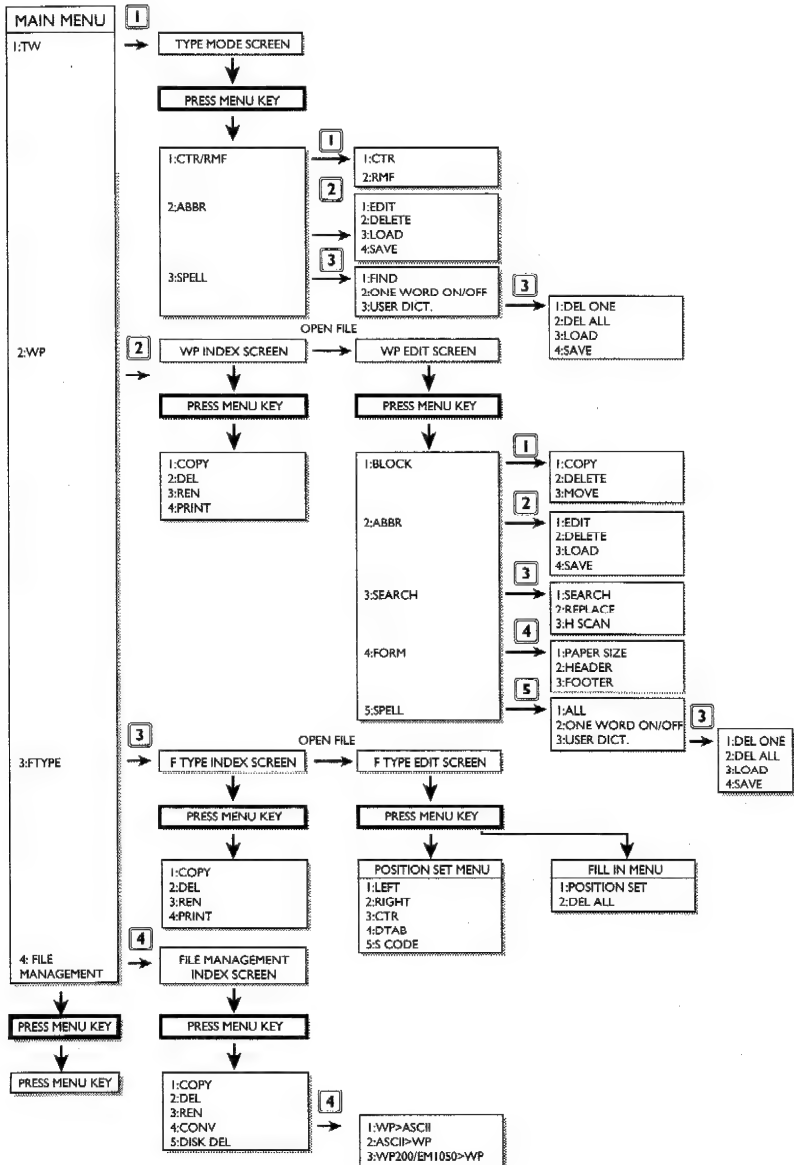 MAIN MENU
1
1:TW
TYPE MODE SCREEN
PRESS MENU KEY
1
1:CTR/RMF
1:CTR
2:RMF
2
2:ABBR
1:EDIT
2:DELETE
3:LOAD
4:SAVE
3
3:SPELL
1:FIND
2:ONE WORD ON/OFF
3:USER DICT.
3
1:DEL ONE
2:DEL ALL
3:LOAD
4:SAVE
2:WP
2
WP INDEX SCREEN
OPEN FILE
WP EDIT SCREEN
PRESS MENU KEY
PRESS MENU KEY
1:COPY
2:DEL
3:REN
4:PRINT
1:BLOCK
1
1:COPY
2:DELETE
3:MOVE
2
2:ABBR
1:EDIT
2:DELETE
3:LOAD
4:SAVE
3
3:SEARCH
1:SEARCH
2:REPLACE
3:H SCAN
4
4:FORM
1:PAPER SIZE
2:HEADER
3:FOOTER
5
5:SPELL
1:ALL
2:ONE WORD ON/OFF
3:USER DICT.
3
1:DEL ONE
2:DEL ALL
3:LOAD
4:SAVE
3:FTYPE
3
F TYPE INDEX SCREEN
OPEN FILE
F TYPE EDIT SCREEN
PRESS MENU KEY
PRESS MENU KEY
1:COPY
2:DEL
3:REN
4:PRINT
POSITION SET MENU
1:LEFT
2:RIGHT
3:CTR
4:DTAB
5:S CODE
FILL IN MENU
1:POSITION SET
2:DEL ALL
4: FILE
MANAGEMENT
4
FILE MANAGEMENT
INDEX SCREEN
PRESS MENU KEY
PRESS MENU KEY
PRESS MENU KEY
1:COPY
2:DEL
3:REN
4:CONV
5:DISK DEL
4
1:WP>ASCII
2:ASCII>WP
3:WP200/EM1050>WP